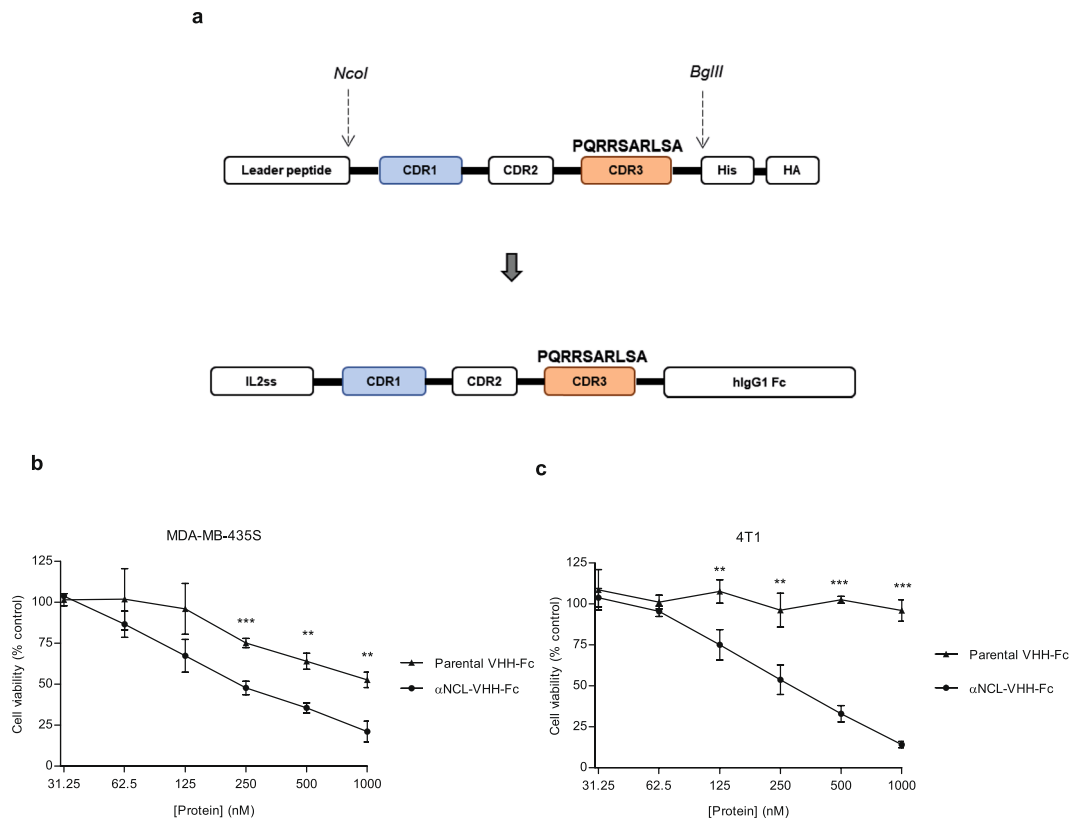 a
NcoI
BglII
PQRRSARLSA
Leader peptide
CDR1
CDR2
CDR3
His
HA
PQRRSARLSA
IL2ss
CDR1
CDR2
CDR3
hIgG1 Fc
b
MDA-MB-435S
125
100
75
50
25
0
Cell viability (% control)
***
**
**
31.25
62.5
125
250
500
1000
[Protein] (nM)
Parental VHH-Fc
αNCL-VHH-Fc
c
4T1
125
100
75
50
25
0
Cell viability (% control)
**
**
***
***
31.25
62.5
125
250
500
1000
[Protein] (nM)
Parental VHH-Fc
αNCL-VHH-Fc